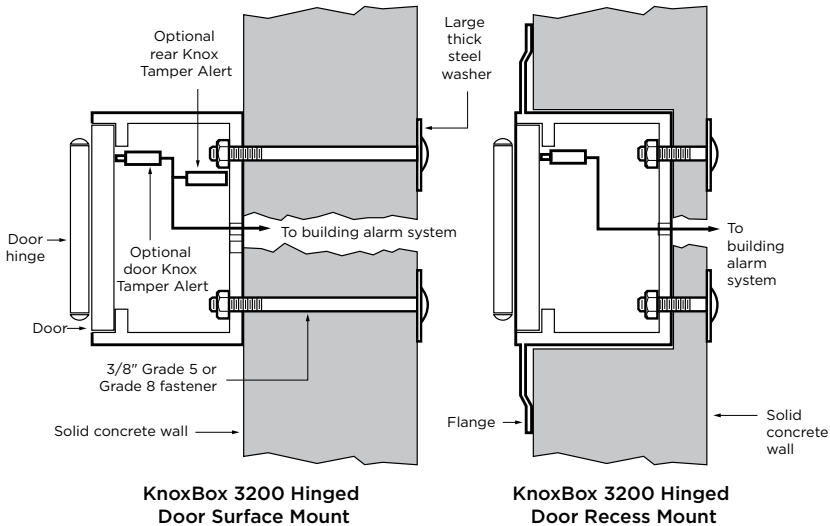 Optional
rear Knox
Tamper Alert
Large
thick
steel
washer
Door
hinge
Optional
door Knox
Tamper Alert
To building alarm system
To
building
alarm
system
Door
3/8" Grade 5 or
Grade 8 fastener
Solid concrete wall
Flange
Solid
concrete
wall
KnoxBox 3200 Hinged
Door Surface Mount
KnoxBox 3200 Hinged
Door Recess Mount